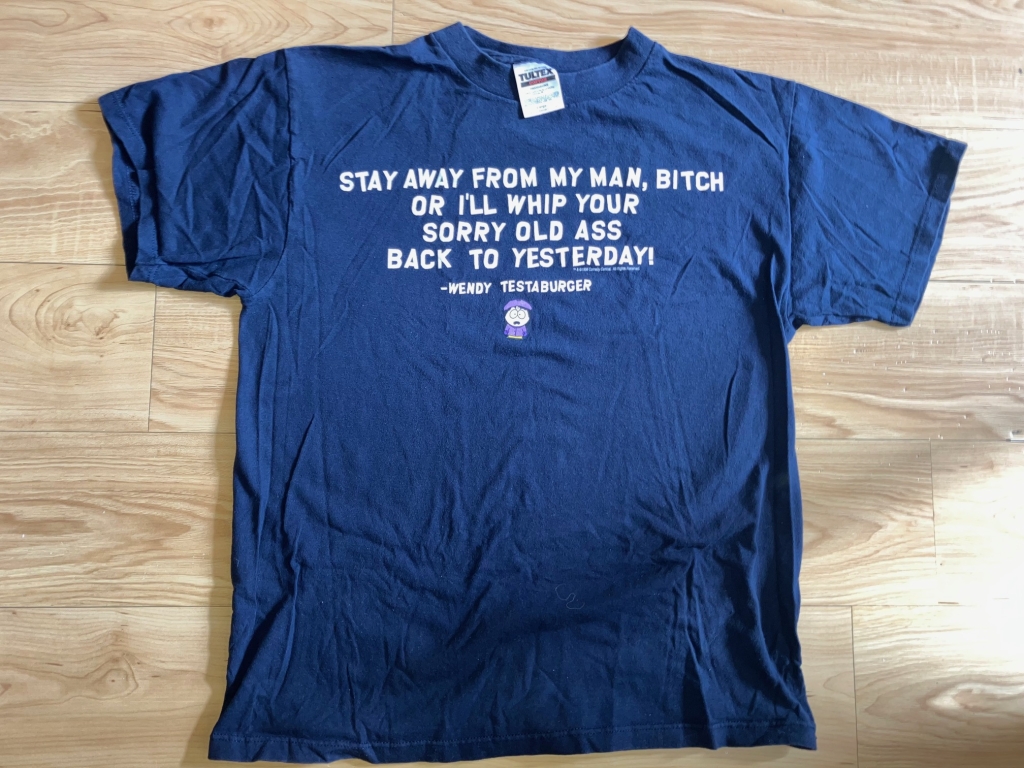 TULTEX
STAY AWAY FROM MY MAN, BITCH
OR I'LL WHIP YOUR
SORRY OLD ASS
BACK TO YESTERDAY!
-WENDY TESTABURGER